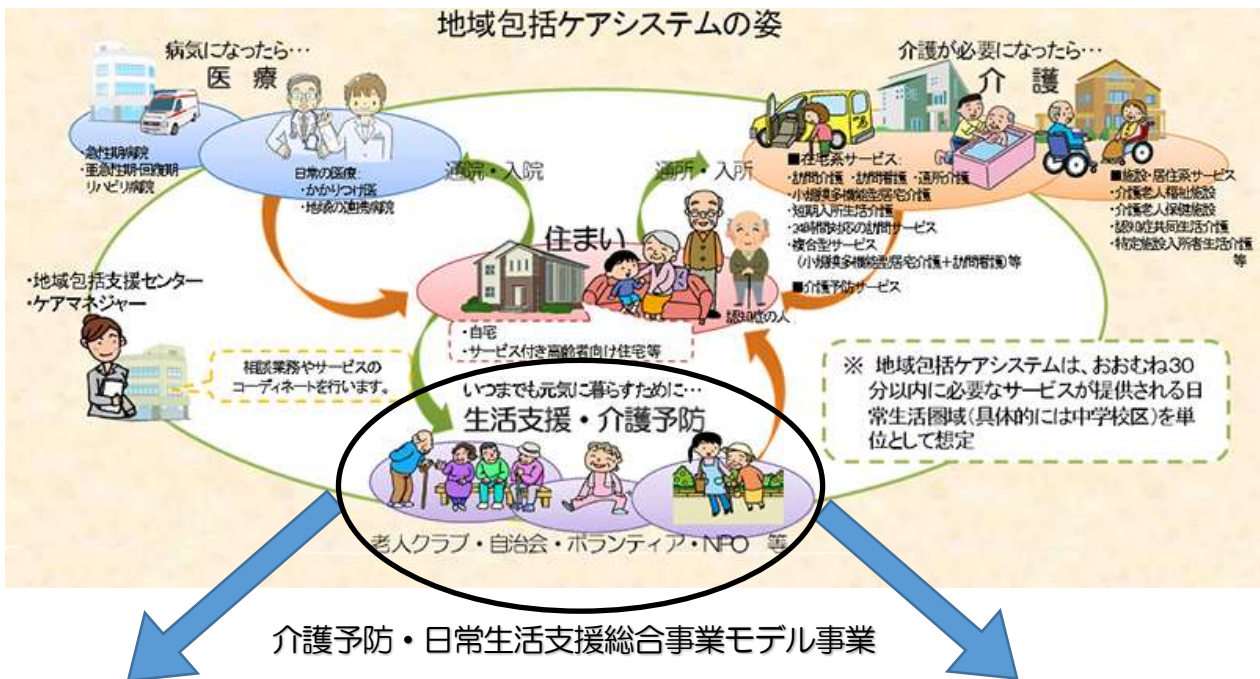 地域包括ケアシステムの姿
病気になったら…
医 療
・急性期病院
・亜急性期・回復期
リハビリ病院
日常の医療:
・かかりつけ医
・地域の連携病院
通院・入院
通所・入所
介護が必要になったら…
介 護
■在宅系サービス:
・訪問介護 ・訪問看護 ・通所介護
・小規模多機能型居宅介護
・短期入所生活介護
・24時間対応の訪問サービス
・複合型サービス
(小規模多機能型居宅介護+訪問看護)等
■介護予防サービス
■施設・居住系サービス
・介護老人福祉施設
・介護老人保健施設
・認知症共同生活介護
・特定施設入所者生活介護
等
住まい
認知症の人
・自宅
・サービス付き高齢者向け住宅等
・地域包括支援センター
・ケアマネジャー
相談業務やサービスの
コーディネートを行います。
いつまでも元気に暮らすために…
生活支援・介護予防
老人クラブ・自治会・ボランティア・NPO 等
※ 地域包括ケアシステムは、おおむね30
分以内に必要なサービスが提供される日
常生活圏域(具体的には中学校区)を単
位として想定
介護予防・日常生活支援総合事業モデル事業